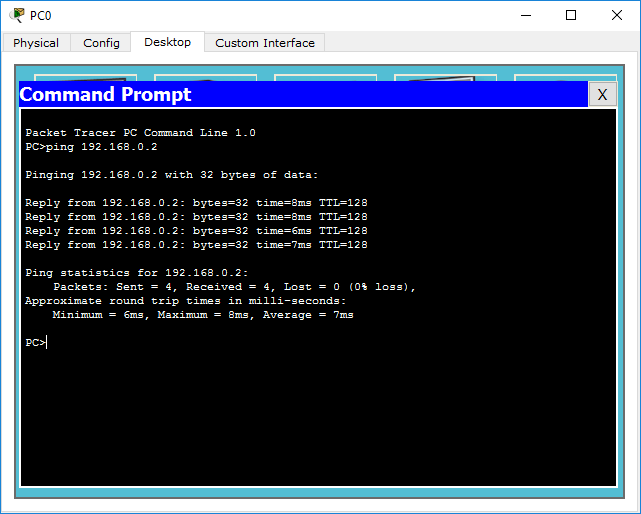 PC0
Physical Config Desktop Custom Interface
Command Prompt X
Packet Tracer PC Command Line 1.0
PC>ping 192.168.0.2
Pinging 192.168.0.2 with 32 bytes of data:
Reply from 192.168.0.2: bytes=32 time=8ms TTL=128
Reply from 192.168.0.2: bytes=32 time=8ms TTL=128
Reply from 192.168.0.2: bytes=32 time=6ms TTL=128
Reply from 192.168.0.2: bytes=32 time=7ms TTL=128
Ping statistics for 192.168.0.2:
    Packets: Sent = 4, Received = 4, Lost = 0 (0% loss),
Approximate round trip times in milli-seconds:
    Minimum = 6ms, Maximum = 8ms, Average = 7ms
PC>